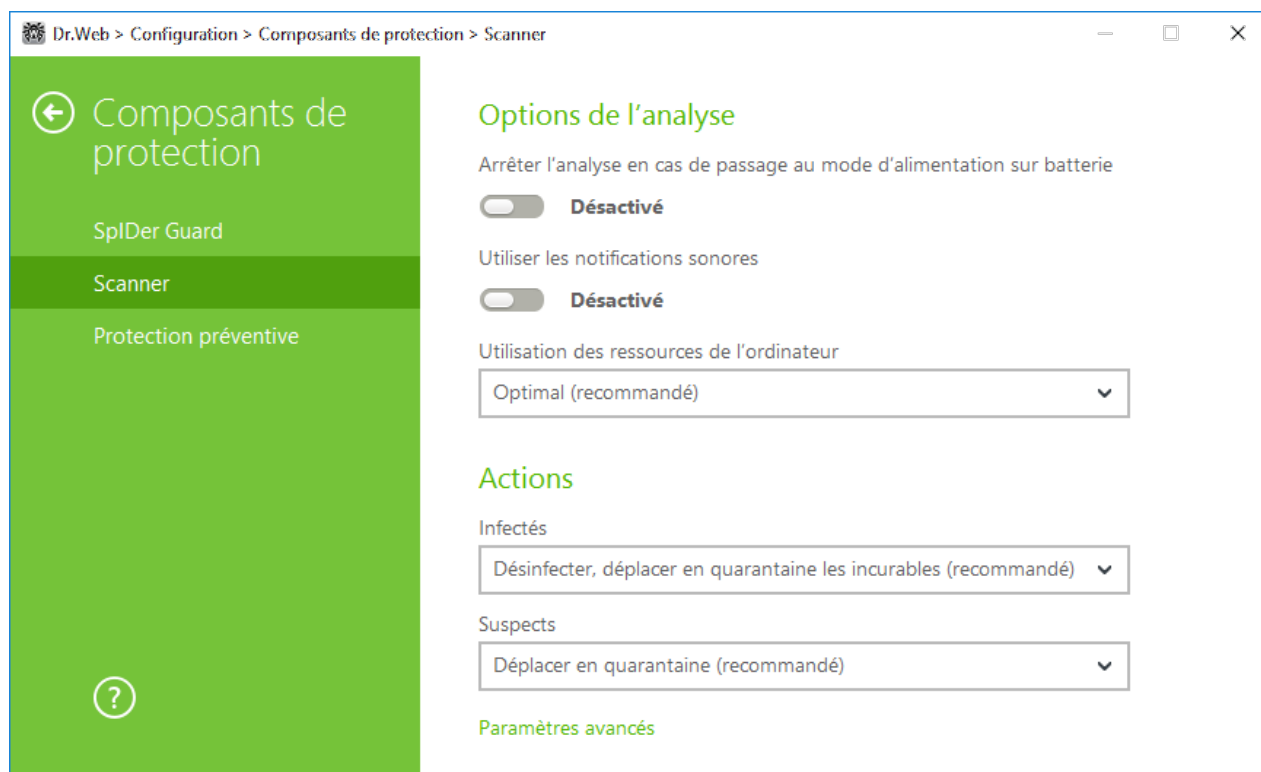 Dr.Web > Configuration > Composants de protection > Scanner
Composants de
protection
SpIDer Guard
Scanner
Protection préventive
?
Options de l'analyse
Arrêter l'analyse en cas de passage au mode d'alimentation sur batterie
Désactivé
Utiliser les notifications sonores
Désactivé
Utilisation des ressources de l'ordinateur
Optimal (recommandé)
Actions
Infectés
Désinfecter, déplacer en quarantaine les incurables (recommandé)
Suspects
Déplacer en quarantaine (recommandé)
Paramètres avancés